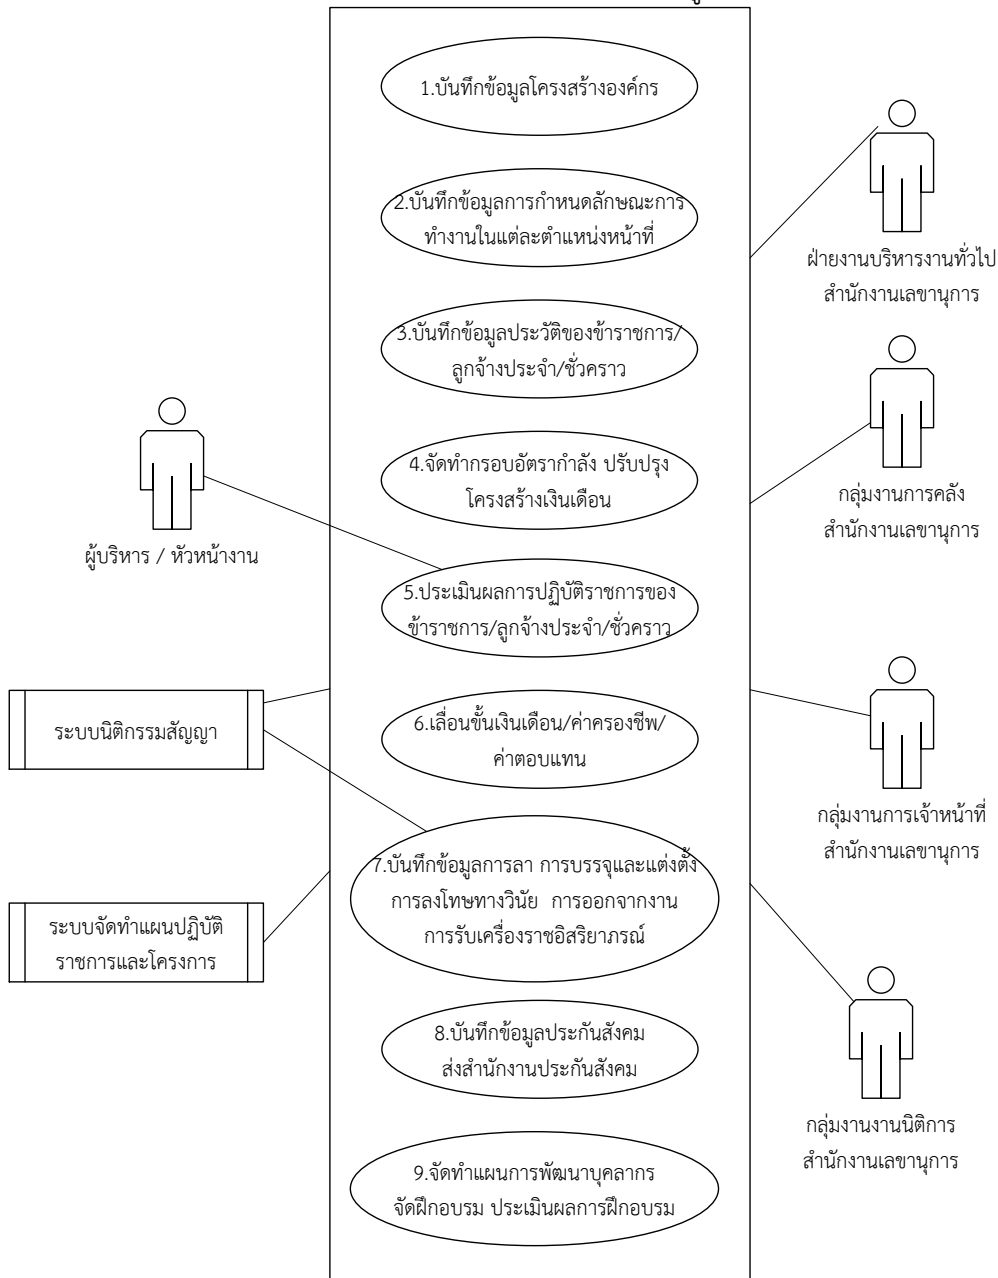 1.บันทึกข้อมูลโครงสร้างองค์กร
2.บันทึกข้อมูลการกำหนดลักษณะการ
ทำงานในแต่ละตำแหน่งหน้าที่
ฝ่ายงานบริหารงานทั่วไป
สำนักงานเลขานุการ
3.บันทึกข้อมูลประวัติของข้าราชการ/
ลูกจ้างประจำ/ชั่วคราว
4.จัดทำกรอบอัตรากำลัง ปรับปรุง
โครงสร้างเงินเดือน
กลุ่มงานการคลัง
สำนักงานเลขานุการ
ผู้บริหาร / หัวหน้างาน
5.ประเมินผลการปฏิบัติราชการของ
ข้าราชการ/ลูกจ้างประจำ/ชั่วคราว
ระบบนิติกรรมสัญญา
6.เลื่อนขั้นเงินเดือน/ค่าครองชีพ/
ค่าตอบแทน
กลุ่มงานการเจ้าหน้าที่
สำนักงานเลขานุการ
7.บันทึกข้อมูลการลา การบรรจุและแต่งตั้ง
การลงโทษทางวินัย  การออกจากงาน
การรับเครื่องราชอิสริยาภรณ์
ระบบจัดทำแผนปฏิบัติ
ราชการและโครงการ
8.บันทึกข้อมูลประกันสังคม
ส่งสำนักงานประกันสังคม
กลุ่มงานงานนิติการ
สำนักงานเลขานุการ
9.จัดทำแผนการพัฒนาบุคลากร
จัดฝึกอบรม ประเมินผลการฝึกอบรม